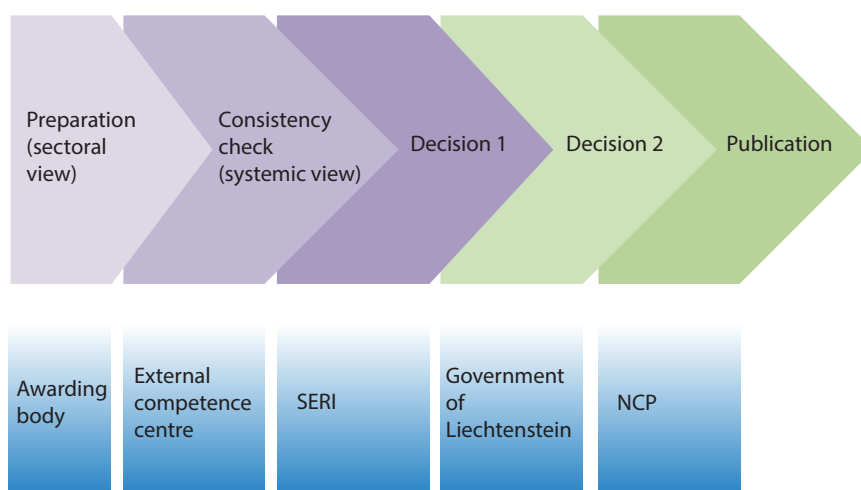 Preparation
(sectoral
view)
Consistency
check
(systemic view)
Decision 1
Decision 2
Publication
Awarding
body
External
competence
centre
SERI
Government
of
Liechtenstein
NCP